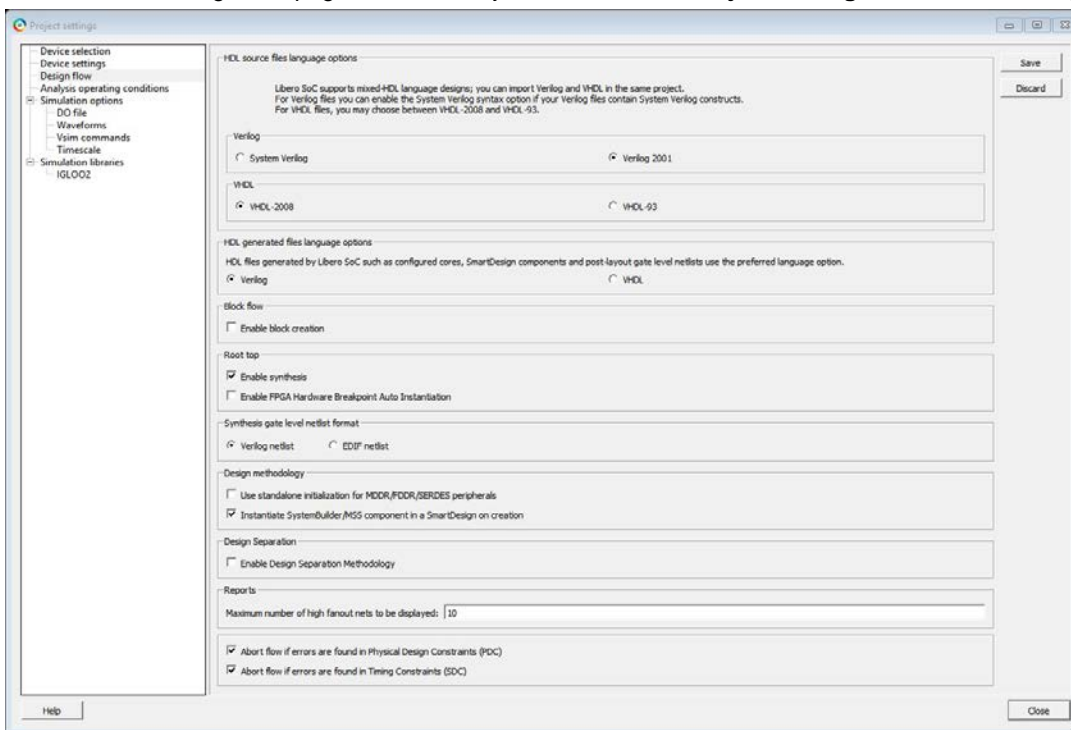 Project settings
Device selection
Device settings
Design flow
Analysis operating conditions
Simulation options
DO file
Waveforms
Vsim commands
Timescale
Simulation libraries
IGLOO2
HDL source files language options
Libero SoC supports mixed-HDL language designs; you can import Verilog and VHDL in the same project.
For Verilog files you can enable the System Verilog syntax option if your Verilog files contain System Verilog constructs.
For VHDL files, you may choose between VHDL-2008 and VHDL-93.
Verilog
System Verilog Verilog 2001
VHDL
VHDL-2008 VHDL-93
HDL generated files language options
HDL files generated by Libero SoC such as configured cores, SmartDesign components and post-layout gate level netlists use the preferred language option.
Verilog VHDL
Block flow
Enable block creation
Root top
Enable synthesis
Enable FPGA Hardware Breakpoint Auto Instantiation
Synthesis gate level netlist format
Verilog netlist EDIF netlist
Design methodology
Use standalone initialization for MDDR/FDDR/SERDES peripherals
Instantiate SystemBuilder/MSS component in a SmartDesign on creation
Design Separation
Enable Design Separation Methodology
Reports
Maximum number of high fanout nets to be displayed: 10
Abort flow if errors are found in Physical Design Constraints (PDC)
Abort flow if errors are found in Timing Constraints (SDC)
Save
Discard
Help
Close